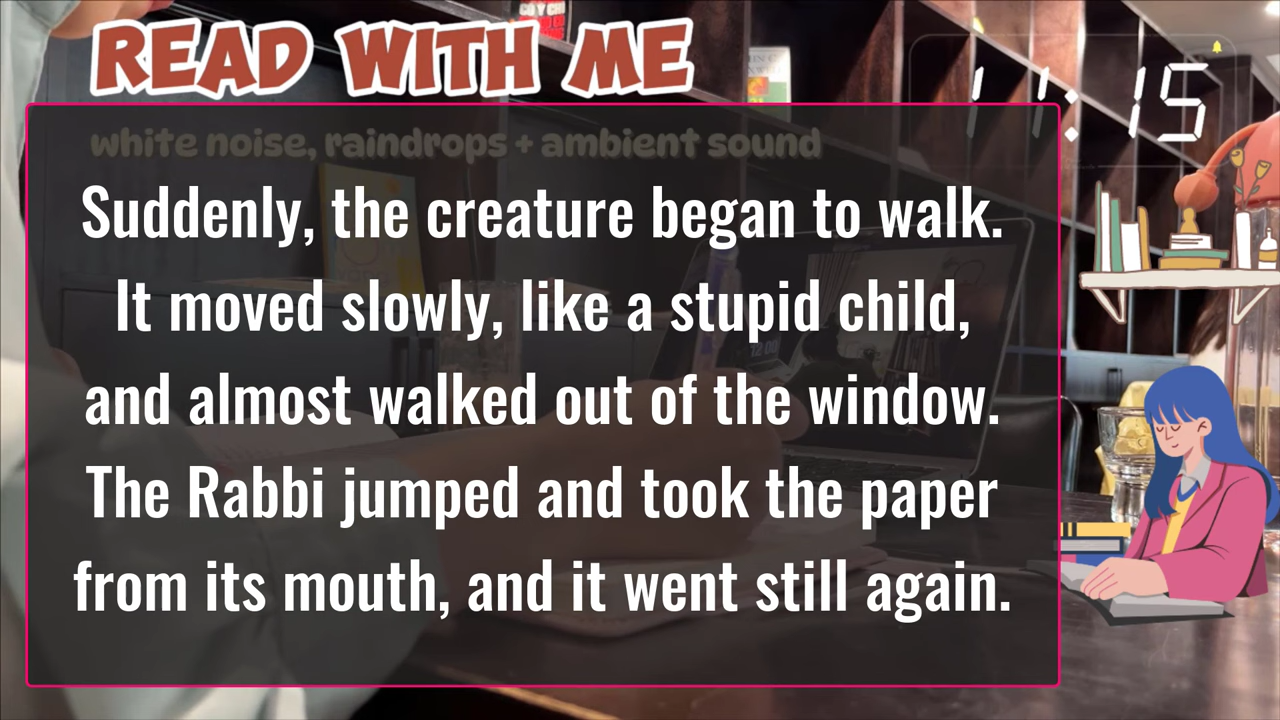 READ WITH ME
11:15
white noise, raindrops + ambient sound
Suddenly, the creature began to walk.
It moved slowly, like a stupid child,
and almost walked out of the window.
The Rabbi jumped and took the paper
from its mouth, and it went still again.